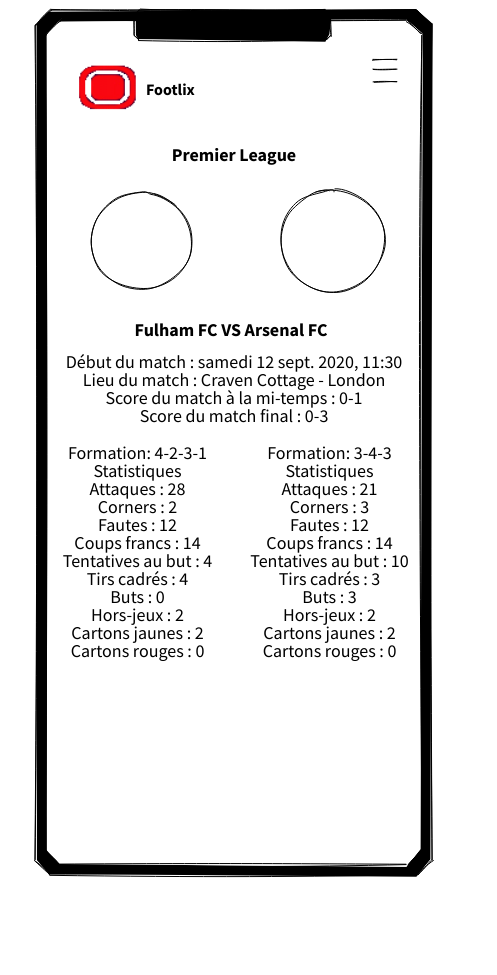 Footlix
Premier League
Fulham FC VS Arsenal FC
Début du match : samedi 12 sept. 2020, 11:30
Lieu du match : Craven Cottage - London
Score du match à la mi-temps : 0-1
Score du match final : 0-3
Formation: 4-2-3-1
Statistiques
Attaques : 28
Corners : 2
Fautes : 12
Coups francs : 14
Tentatives au but : 4
Tirs cadrés : 4
Buts : 0
Hors-jeux : 2
Cartons jaunes : 2
Cartons rouges : 0
Formation: 3-4-3
Statistiques
Attaques : 21
Corners : 3
Fautes : 12
Coups francs : 14
Tentatives au but : 10
Tirs cadrés : 3
Buts : 3
Hors-jeux : 2
Cartons jaunes : 2
Cartons rouges : 0